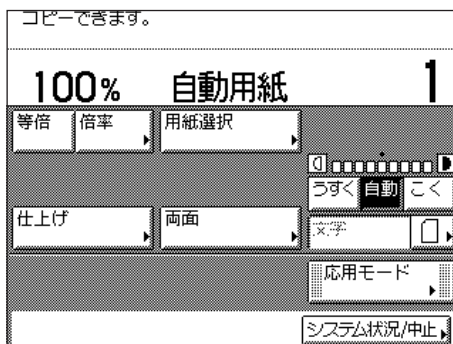 コピーできます。
100% 自動用紙 1
等倍 倍率 用紙選択
うすく 自動 こく
仕上げ 両面 文字
応用モード
システム状況/中止